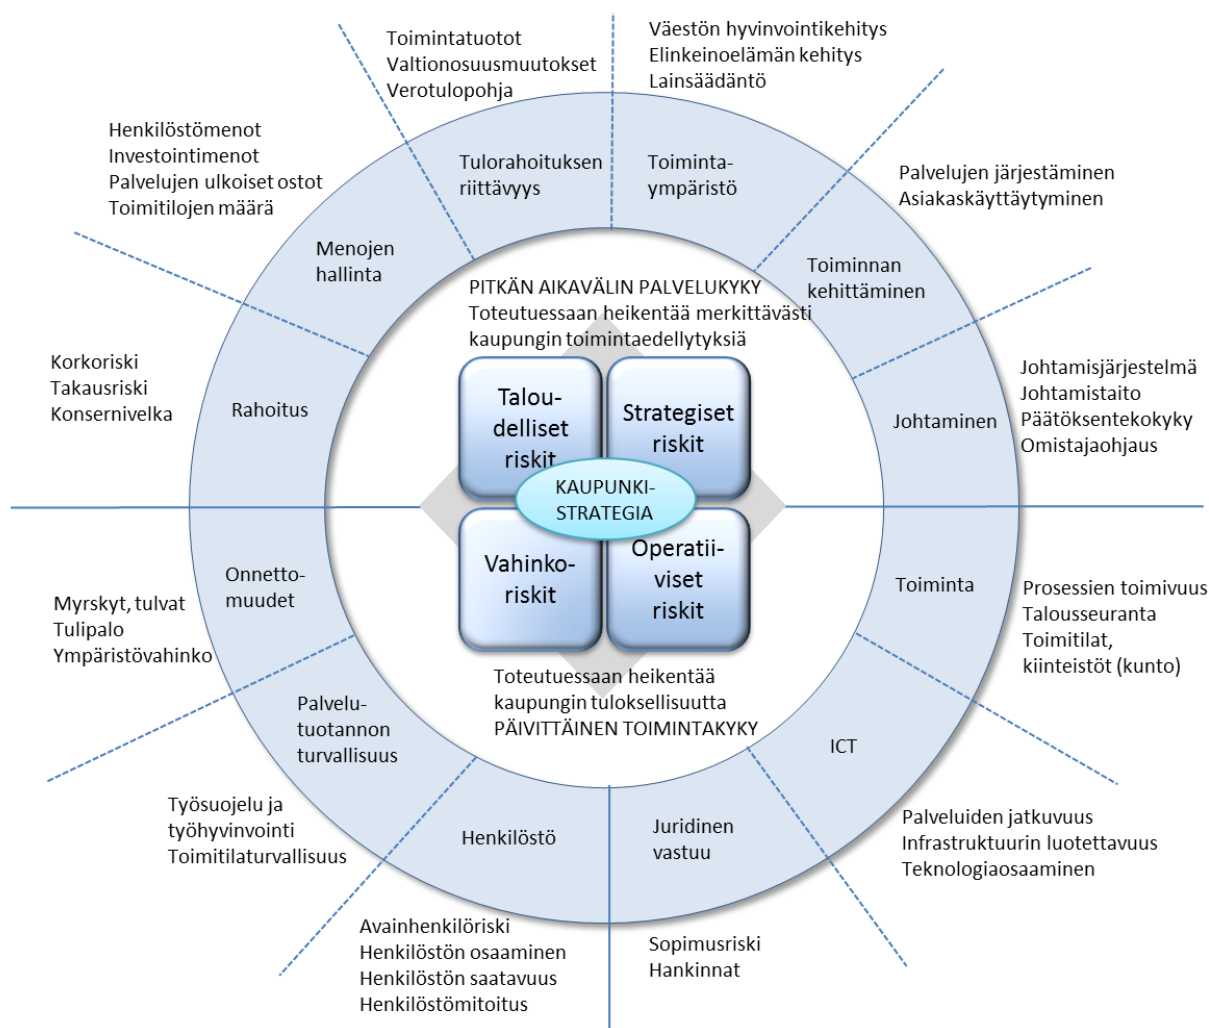 Toimintatuotot
Valtionosuusmuutokset
Verotulopohja
Väestön hyvinvointikehitys
Elinkeinoelämän kehitys
Lainsäädäntö
Henkilöstömenot
Investointimenot
Palvelujen ulkoiset ostot
Toimitilojen määrä
Tulorahoituksen
riittävyys
Toiminta-
ympäristö
Palvelujen järjestäminen
Asiakaskäyttäytyminen
Menojen
hallinta
Toiminnan
kehittäminen
PITKÄN AIKAVÄLIN PALVELUKYKY
Toteutuessaan heikentää merkittävästi
kaupungin toimintaedellytyksiä
Korkoriski
Takausriski
Konsernivelka
Rahoitus
Johtaminen
Johtamisjärjestelmä
Johtamistaito
Päätöksentekokyky
Omistajaohjaus
Talou-
delliset
riskit
Strategiset
riskit
KAUPUNKI-
STRATEGIA
Vahinko-
riskit
Operatii-
viset
riskit
Onnetto-
muudet
Toiminta
Myrskyt, tulvat
Tulipalo
Ympäristövahinko
Prosessien toimivuus
Talousseuranta
Toimitilat,
kiinteistöt (kunto)
Toteutuessaan heikentää
kaupungin tuloksellisuutta
PÄIVITTÄINEN TOIMINTAKYKY
Palvelu-
tuotannon
turvallisuus
ICT
Työsuojelu ja
työhyvinvointi
Toimitilaturvallisuus
Henkilöstö
Juridinen
vastuu
Palveluiden jatkuvuus
Infrastruktuurin luotettavuus
Teknologiaosaaminen
Avainhenkilöriski
Henkilöstön osaaminen
Henkilöstön saatavuus
Henkilöstömitoitus
Sopimusriski
Hankinnat